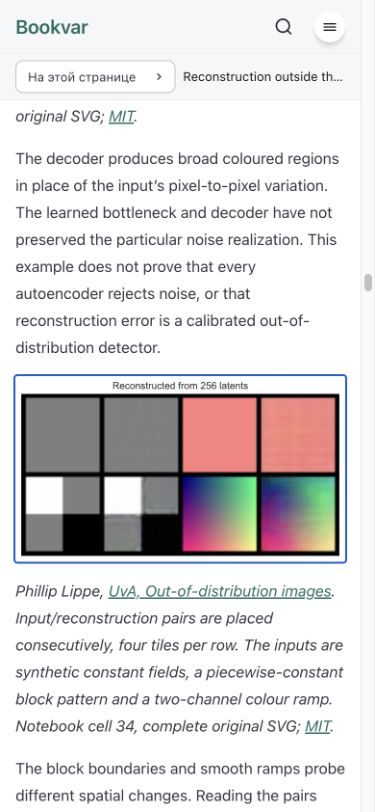 Bookvar
На этой странице
Reconstruction outside th...
original SVG; MIT.
The decoder produces broad coloured regions
in place of the input's pixel-to-pixel variation.
The learned bottleneck and decoder have not
preserved the particular noise realization. This
example does not prove that every
autoencoder rejects noise, or that
reconstruction error is a calibrated out-of-
distribution detector.
Reconstructed from 256 latents
Phillip Lippe, UvA, Out-of-distribution images.
Input/reconstruction pairs are placed
consecutively, four tiles per row. The inputs are
synthetic constant fields, a piecewise-constant
block pattern and a two-channel colour ramp.
Notebook cell 34, complete original SVG; MIT.
The block boundaries and smooth ramps probe
different spatial changes. Reading the pairs